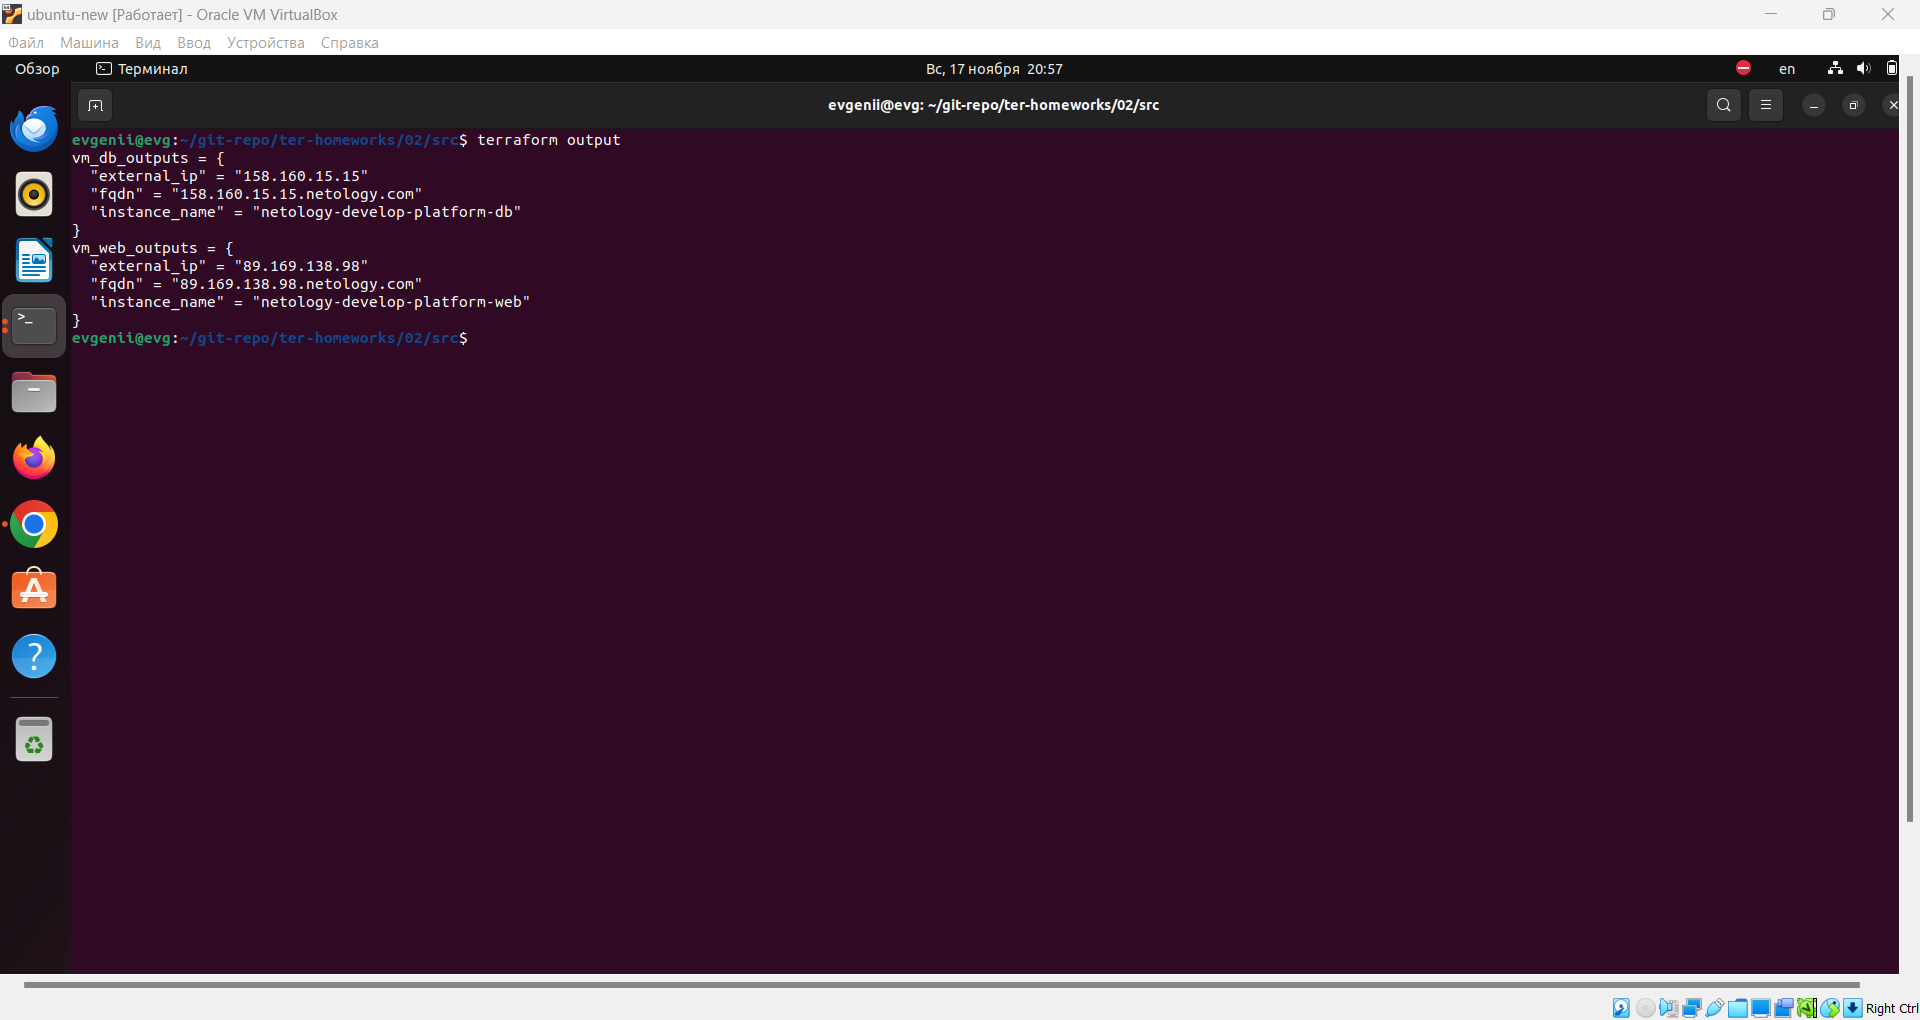 ubuntu-new [Работает] - Oracle VM VirtualBox
Файл Машина Вид Ввод Устройства Справка
Обзор Терминал Вс, 17 ноября 20:57 en
evgenii@evg: ~/git-repo/ter-homeworks/02/src
evgenii@evg:~/git-repo/ter-homeworks/02/src$ terraform output
vm_db_outputs = {
  "external_ip" = "158.160.15.15"
  "fqdn" = "158.160.15.15.netology.com"
  "instance_name" = "netology-develop-platform-db"
}
vm_web_outputs = {
  "external_ip" = "89.169.138.98"
  "fqdn" = "89.169.138.98.netology.com"
  "instance_name" = "netology-develop-platform-web"
}
evgenii@evg:~/git-repo/ter-homeworks/02/src$
Right Ctrl